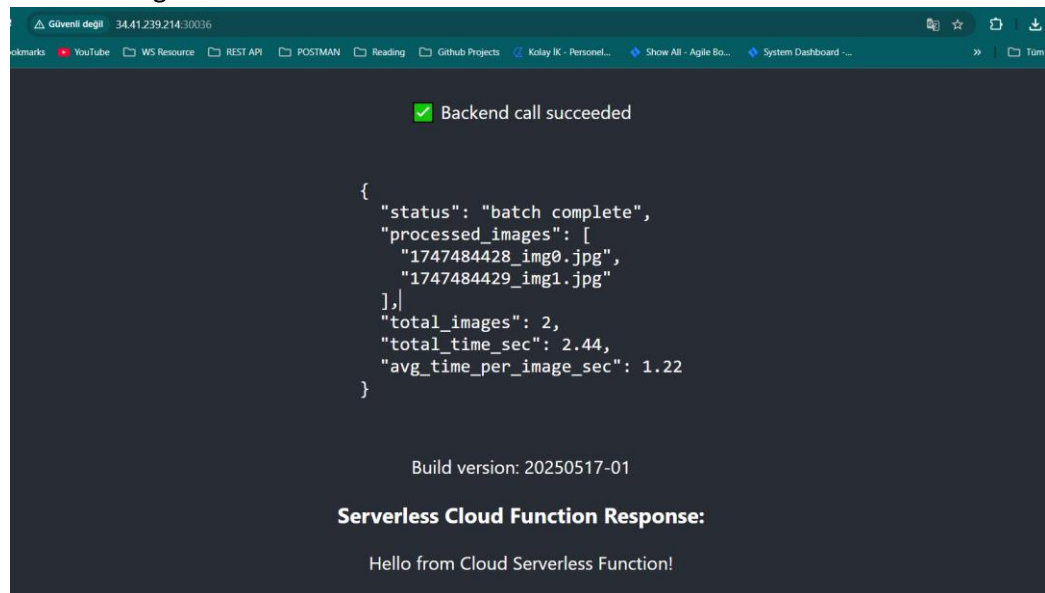 Güvenli değil 34.41.239.214:30036
YouTube WS Resource REST API POSTMAN Reading Github Projects Kolay İK - Personel... Show All - Agile Bo... System Dashboard -... » Tüm
Backend call succeeded
{
"status": "batch complete",
"processed_images": [
"1747484428_img0.jpg",
"1747484429_img1.jpg"
],
"total_images": 2,
"total_time_sec": 2.44,
"avg_time_per_image_sec": 1.22
}
Build version: 20250517-01
Serverless Cloud Function Response:
Hello from Cloud Serverless Function!